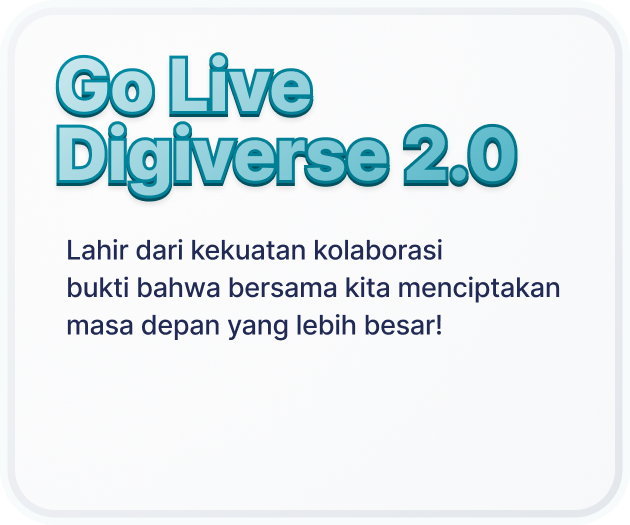 Go Live
Digiverse 2.0
Lahir dari kekuatan kolaborasi
bukti bahwa bersama kita menciptakan
masa depan yang lebih besar!